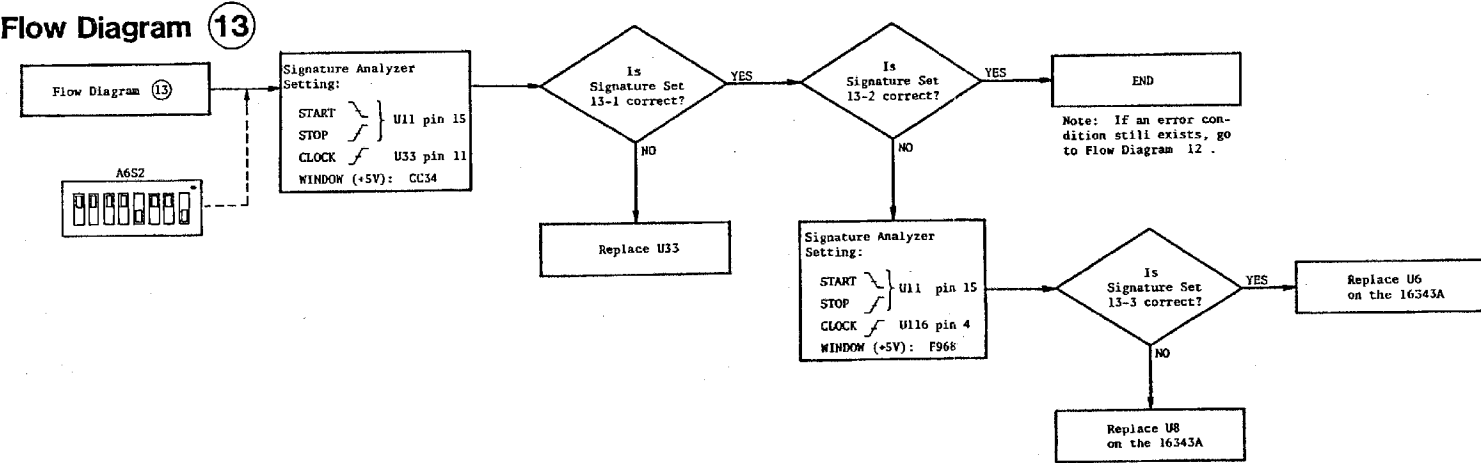 Flow Diagram 13
Flow Diagram 13
A6S2
Signature Analyzer
Setting:
START
STOP
U11 pin 15
CLOCK U33 pin 11
WINDOW (+5V): CC34
Is
Signature Set
13-1 correct?
YES
NO
Replace U33
Is
Signature Set
13-2 correct?
YES
NO
END
Note: If an error con-
dition still exists, go
to Flow Diagram 12 .
Signature Analyzer
Setting:
START
STOP
U11 pin 15
CLOCK U116 pin 4
WINDOW (+5V):
Is
Signature Set
13-3 correct?
YES
NO
Replace U6
on the 16343A
Replace U8
on the 16343A